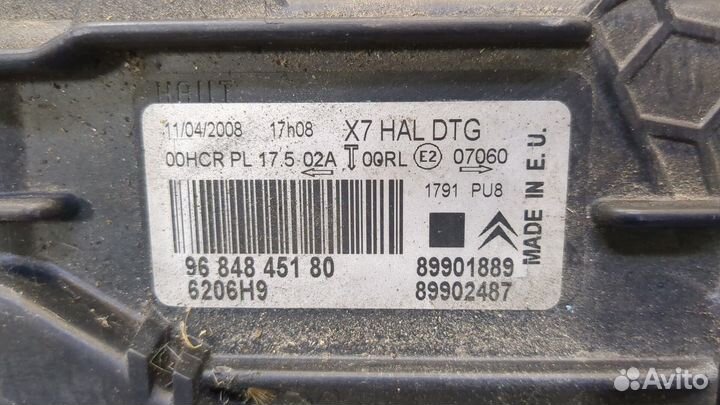 HAUT
11/04/2008 17h08 X7 HAL DTG
00HCR PL 17.5 02A 00RL E2 07060
1791 PU8
MADE IN E.U.
96 848 451 80 89901889
6206H9 89902487
Avito